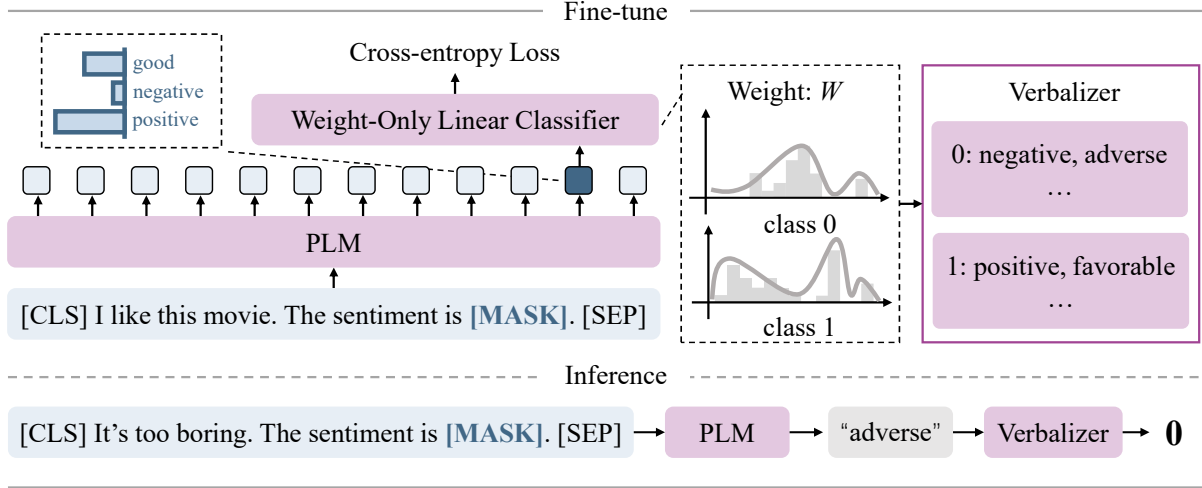 Fine-tune
good
negative
positive
Cross-entropy Loss
Weight-Only Linear Classifier
PLM
[CLS] I like this movie. The sentiment is [MASK]. [SEP]
Weight: W
class 0
class 1
Verbalizer
0: negative, adverse
…
1: positive, favorable
…
Inference
[CLS] It's too boring. The sentiment is [MASK]. [SEP]
PLM
“adverse”
Verbalizer
0